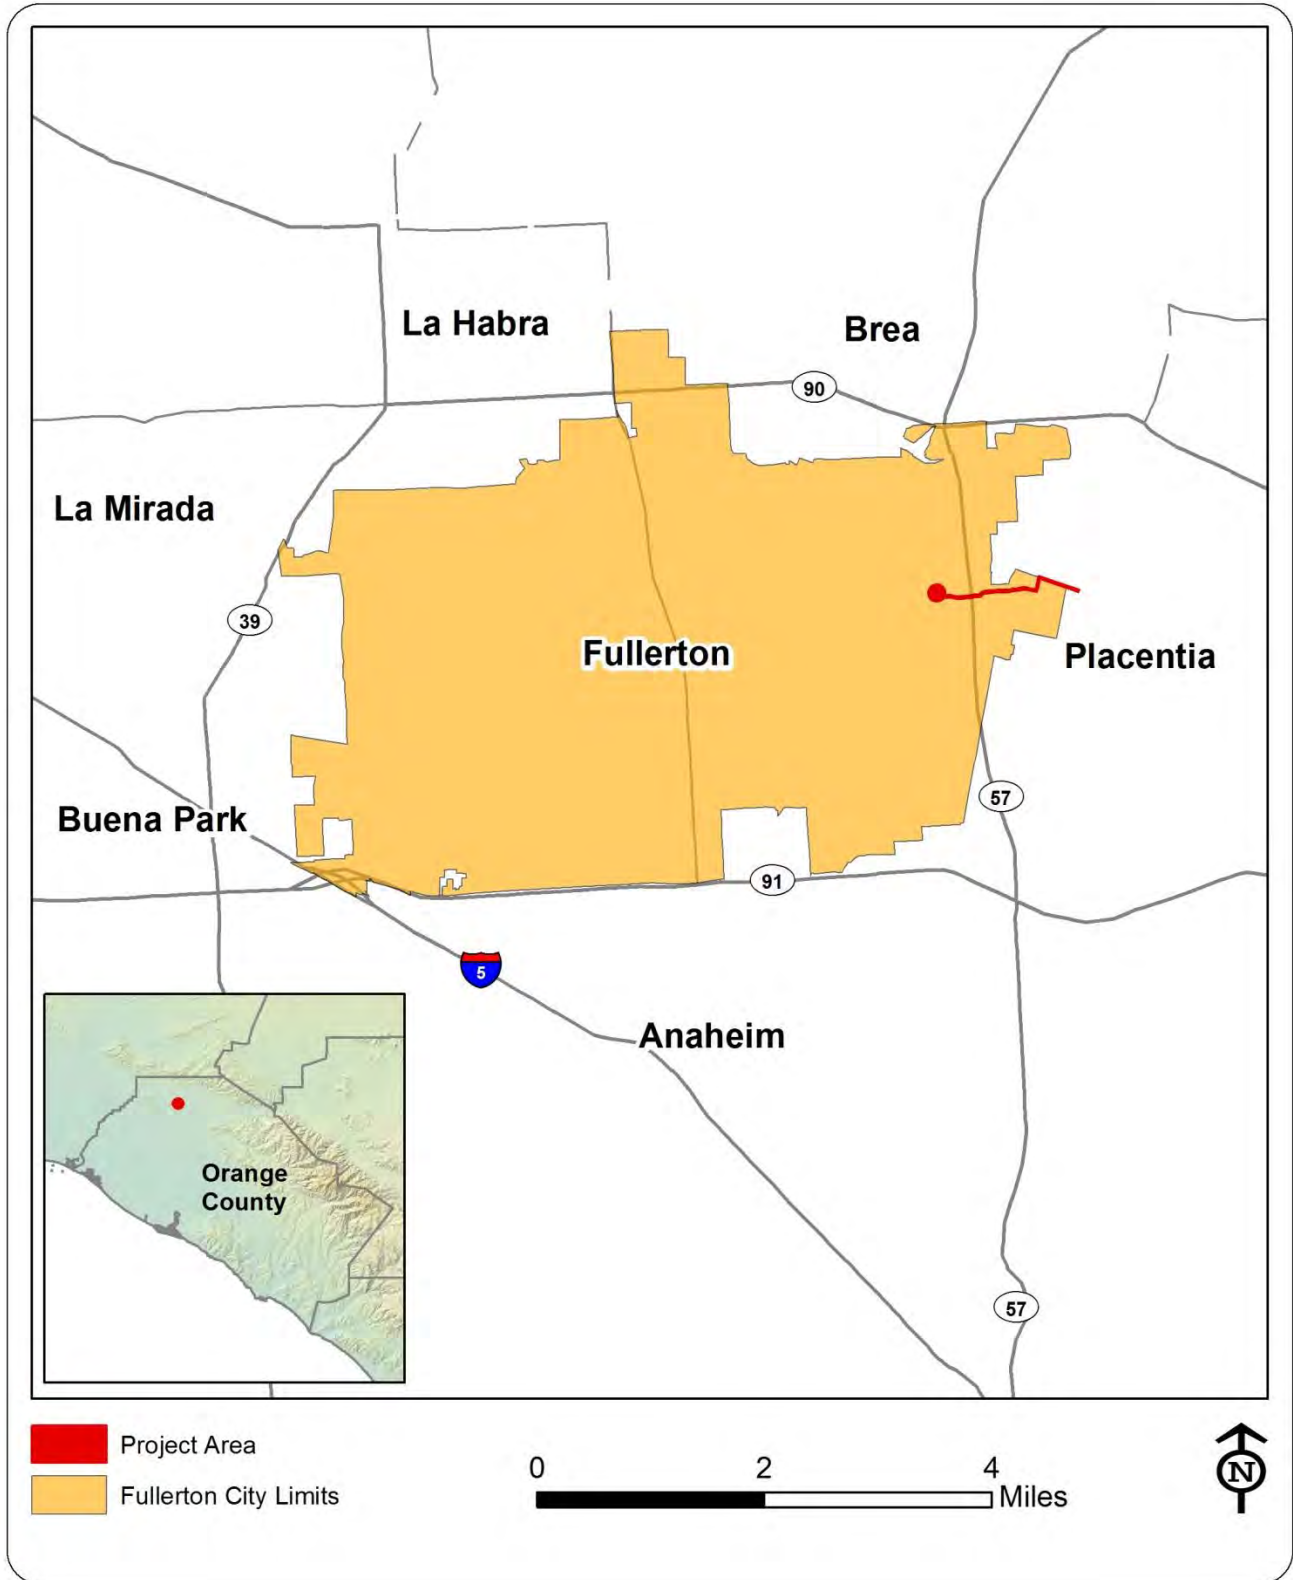 La Habra
Brea
90
La Mirada
39
Fullerton
Placentia
57
Buena Park
91
5
Anaheim
Orange
County
57
Project Area
Fullerton City Limits
0 2 4
Miles
N